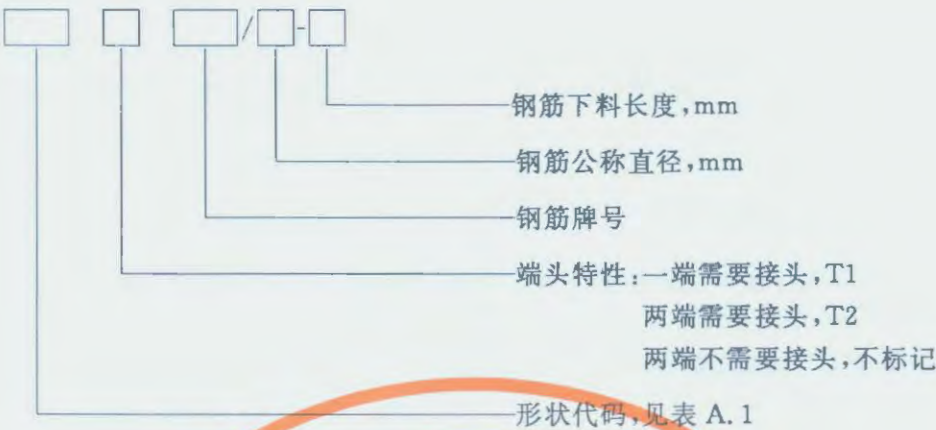 / -
钢筋下料长度,mm
钢筋公称直径,mm
钢筋牌号
端头特性:一端需要接头,T1
两端需要接头,T2
两端不需要接头,不标记
形状代码,见表 A.1